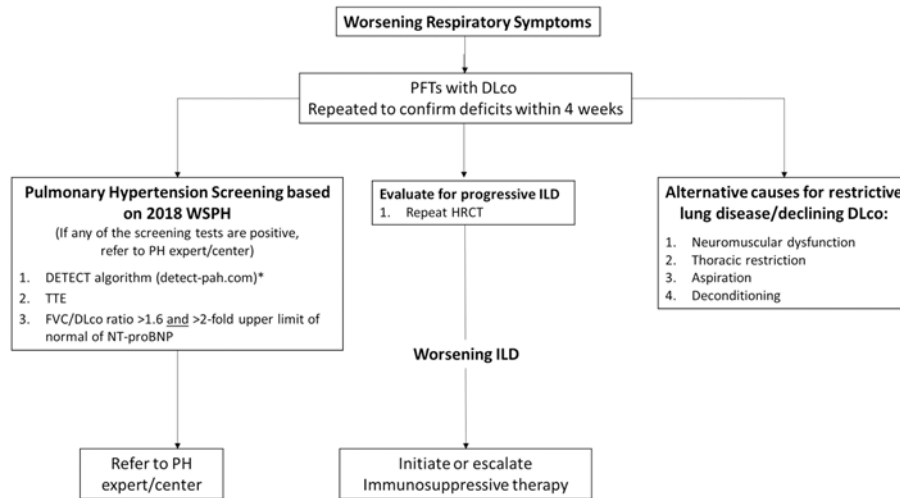 Worsening Respiratory Symptoms
PFTs with DLco
Repeated to confirm deficits within 4 weeks
Pulmonary Hypertension Screening based
on 2018 WSPH
(If any of the screening tests are positive,
refer to PH expert/center)
1. DETECT algorithm (detect-pah.com)*
2. TTE
3. FVC/DLco ratio >1.6 and >2-fold upper limit of
normal of NT-proBNP
Evaluate for progressive ILD
1. Repeat HRCT
Alternative causes for restrictive
lung disease/declining DLco:
1. Neuromuscular dysfunction
2. Thoracic restriction
3. Aspiration
4. Deconditioning
Worsening ILD
Refer to PH
expert/center
Initiate or escalate
Immunosuppressive therapy